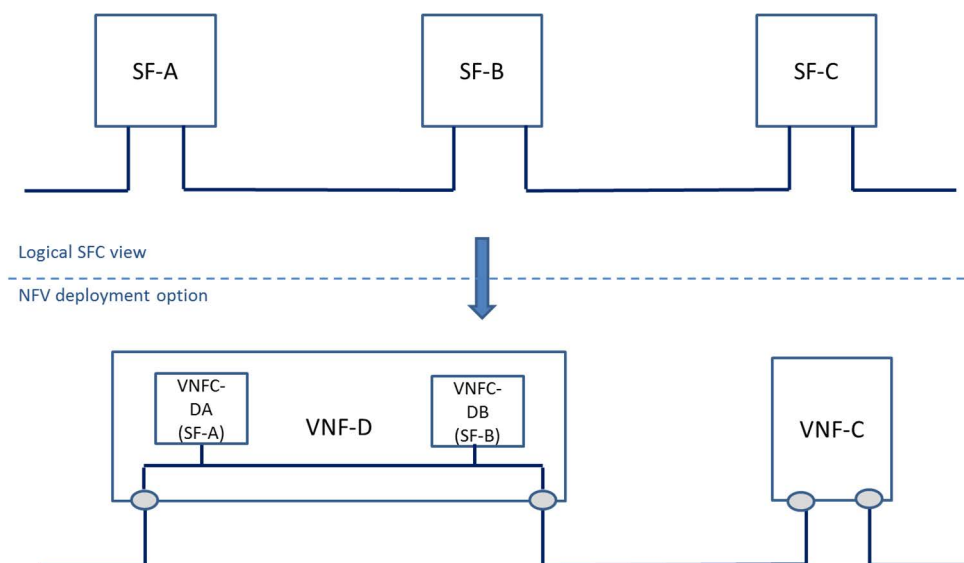 SF-A
SF-B
SF-C
Logical SFC view
NFV deployment option
VNFC-
DA
(SF-A)
VNF-D
VNFC-
DB
(SF-B)
VNF-C